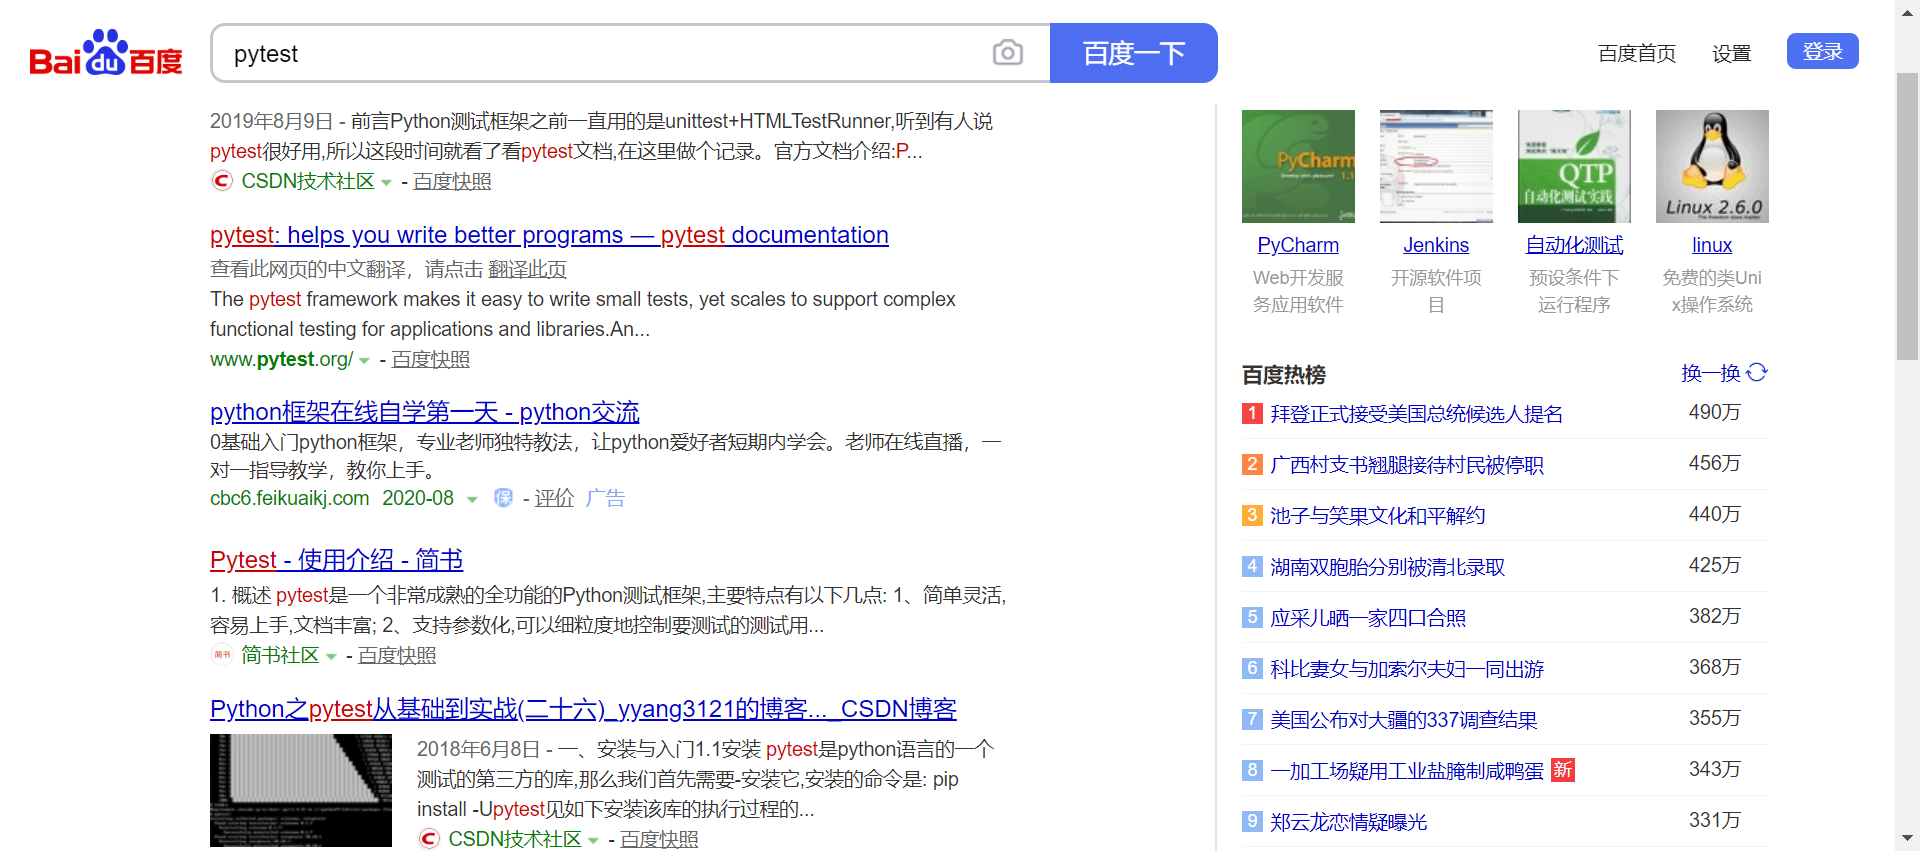 Baidu百度
pytest
百度一下
百度首页
设置
登录
2019年8月9日 - 前言Python测试框架之前一直用的是unittest+HTMLTestRunner,听到有人说
pytest很好用,所以这段时间就看了看pytest文档,在这里做个记录。官方文档介绍:P...
CSDN技术社区 - 百度快照
pytest: helps you write better programs — pytest documentation
查看此网页的中文翻译，请点击 翻译此页
The pytest framework makes it easy to write small tests, yet scales to support complex
functional testing for applications and libraries.An...
www.pytest.org/ - 百度快照
python框架在线自学第一天 - python交流
0基础入门python框架，专业老师独特教法，让python爱好者短期内学会。老师在线直播，一
对一指导教学，教你上手。
cbc6.feikuaikj.com 2020-08 保 - 评价 广告
Pytest - 使用介绍 - 简书
1. 概述 pytest是一个非常成熟的全功能的Python测试框架,主要特点有以下几点: 1、简单灵活,
容易上手,文档丰富; 2、支持参数化,可以细粒度地控制要测试的测试用...
简书 简书社区 - 百度快照
Python之pytest从基础到实战(二十六)_yyang3121的博客..._CSDN博客
2018年6月8日 - 一、安装与入门1.1安装 pytest是python语言的一个
测试的第三方的库,那么我们首先需要-安装它,安装的命令是: pip
install -Upytest见如下安装该库的执行过程的...
CSDN技术社区 - 百度快照
PyCharm
QTP
自动化测试实践
Linux 2.6.0
PyCharm
Web开发服
务应用软件
Jenkins
开源软件项
目
自动化测试
预设条件下
运行程序
linux
免费的类Uni
x操作系统
百度热榜
换一换
1 拜登正式接受美国总统候选人提名 490万
2 广西村支书翘腿接待村民被停职 456万
3 池子与笑果文化和平解约 440万
4 湖南双胞胎分别被清北录取 425万
5 应采儿晒一家四口合照 382万
6 科比妻女与加索尔夫妇一同出游 368万
7 美国公布对大疆的337调查结果 355万
8 一加工场疑用工业盐腌制咸鸭蛋 新 343万
9 郑云龙恋情疑曝光 331万